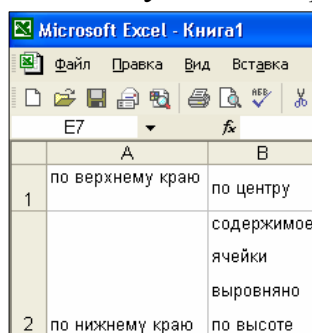 Microsoft Excel - Книга1
Файл Правка Вид Вставка
E7 fx
A B
1 по верхнему краю по центру
содержимое
ячейки
выровняно
2 по нижнему краю по высоте